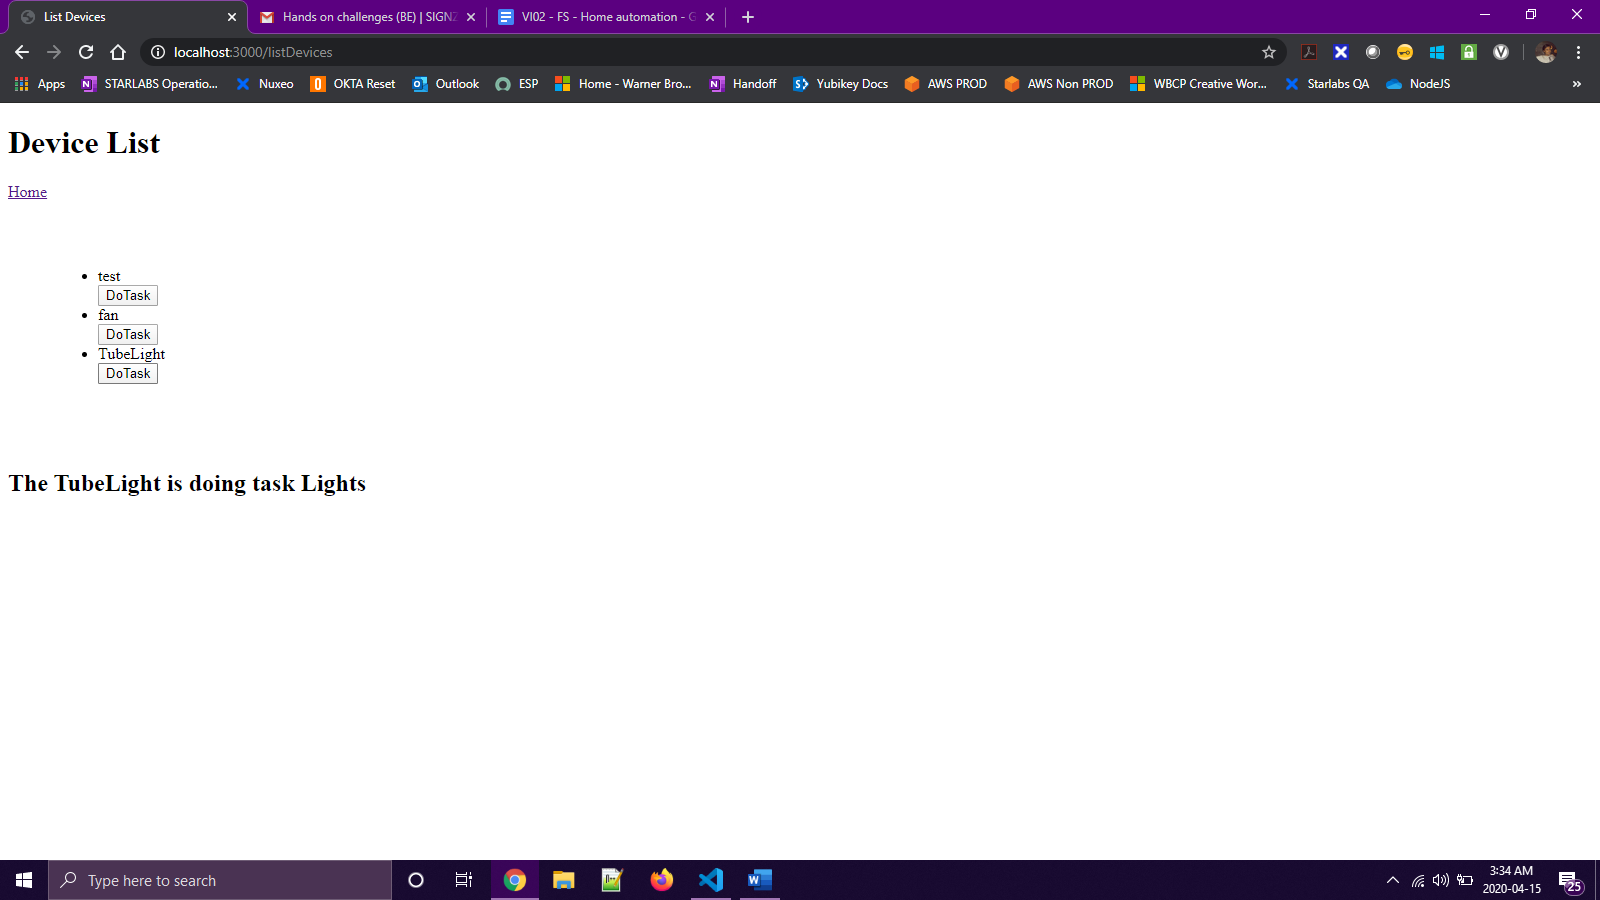 List Devices
Hands on challenges (BE) | SIGNZ
VI02 - FS - Home automation - G
localhost:3000/listDevices
Apps
STARLABS Operatio...
Nuxeo
OKTA Reset
Outlook
ESP
Home - Warner Bro...
Handoff
Yubikey Docs
AWS PROD
AWS Non PROD
WBCP Creative Wor...
Starlabs QA
NodeJS
»
Device List
Home
• test
DoTask
• fan
DoTask
• TubeLight
DoTask
The TubeLight is doing task Lights
Type here to search
3:34 AM
2020-04-15
25